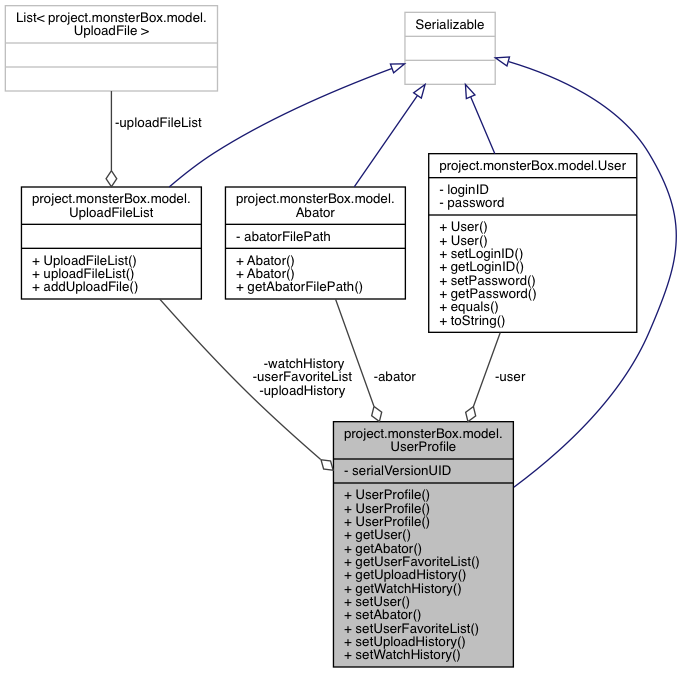 List< project.monsterBox.model.
UploadFile >
Serializable
-uploadFileList
project.monsterBox.model.
UploadFileList
+ UploadFileList()
+ uploadFileList()
+ addUploadFile()
project.monsterBox.model.
Abator
- abatorFilePath
+ Abator()
+ Abator()
+ getAbatorFilePath()
project.monsterBox.model.User
- loginID
- password
+ User()
+ User()
+ setLoginID()
+ getLoginID()
+ setPassword()
+ getPassword()
+ equals()
+ toString()
-watchHistory
-userFavoriteList
-uploadHistory
-abator
-user
project.monsterBox.model.
UserProfile
- serialVersionUID
+ UserProfile()
+ UserProfile()
+ UserProfile()
+ getUser()
+ getAbator()
+ getUserFavoriteList()
+ getUploadHistory()
+ getWatchHistory()
+ setUser()
+ setAbator()
+ setUserFavoriteList()
+ setUploadHistory()
+ setWatchHistory()